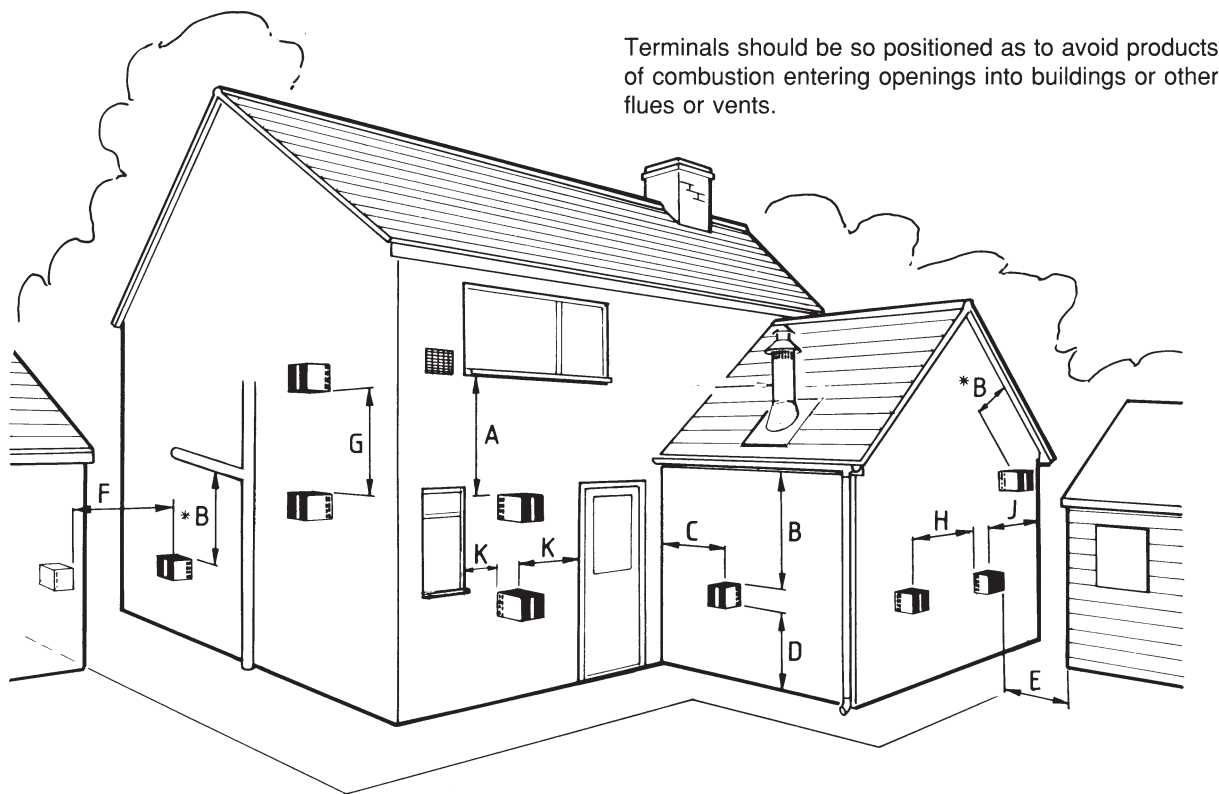 Terminals should be so positioned as to avoid products
of combustion entering openings into buildings or other
flues or vents.
*B
G
A
F
*B
K
K
C
B
H
J
D
E